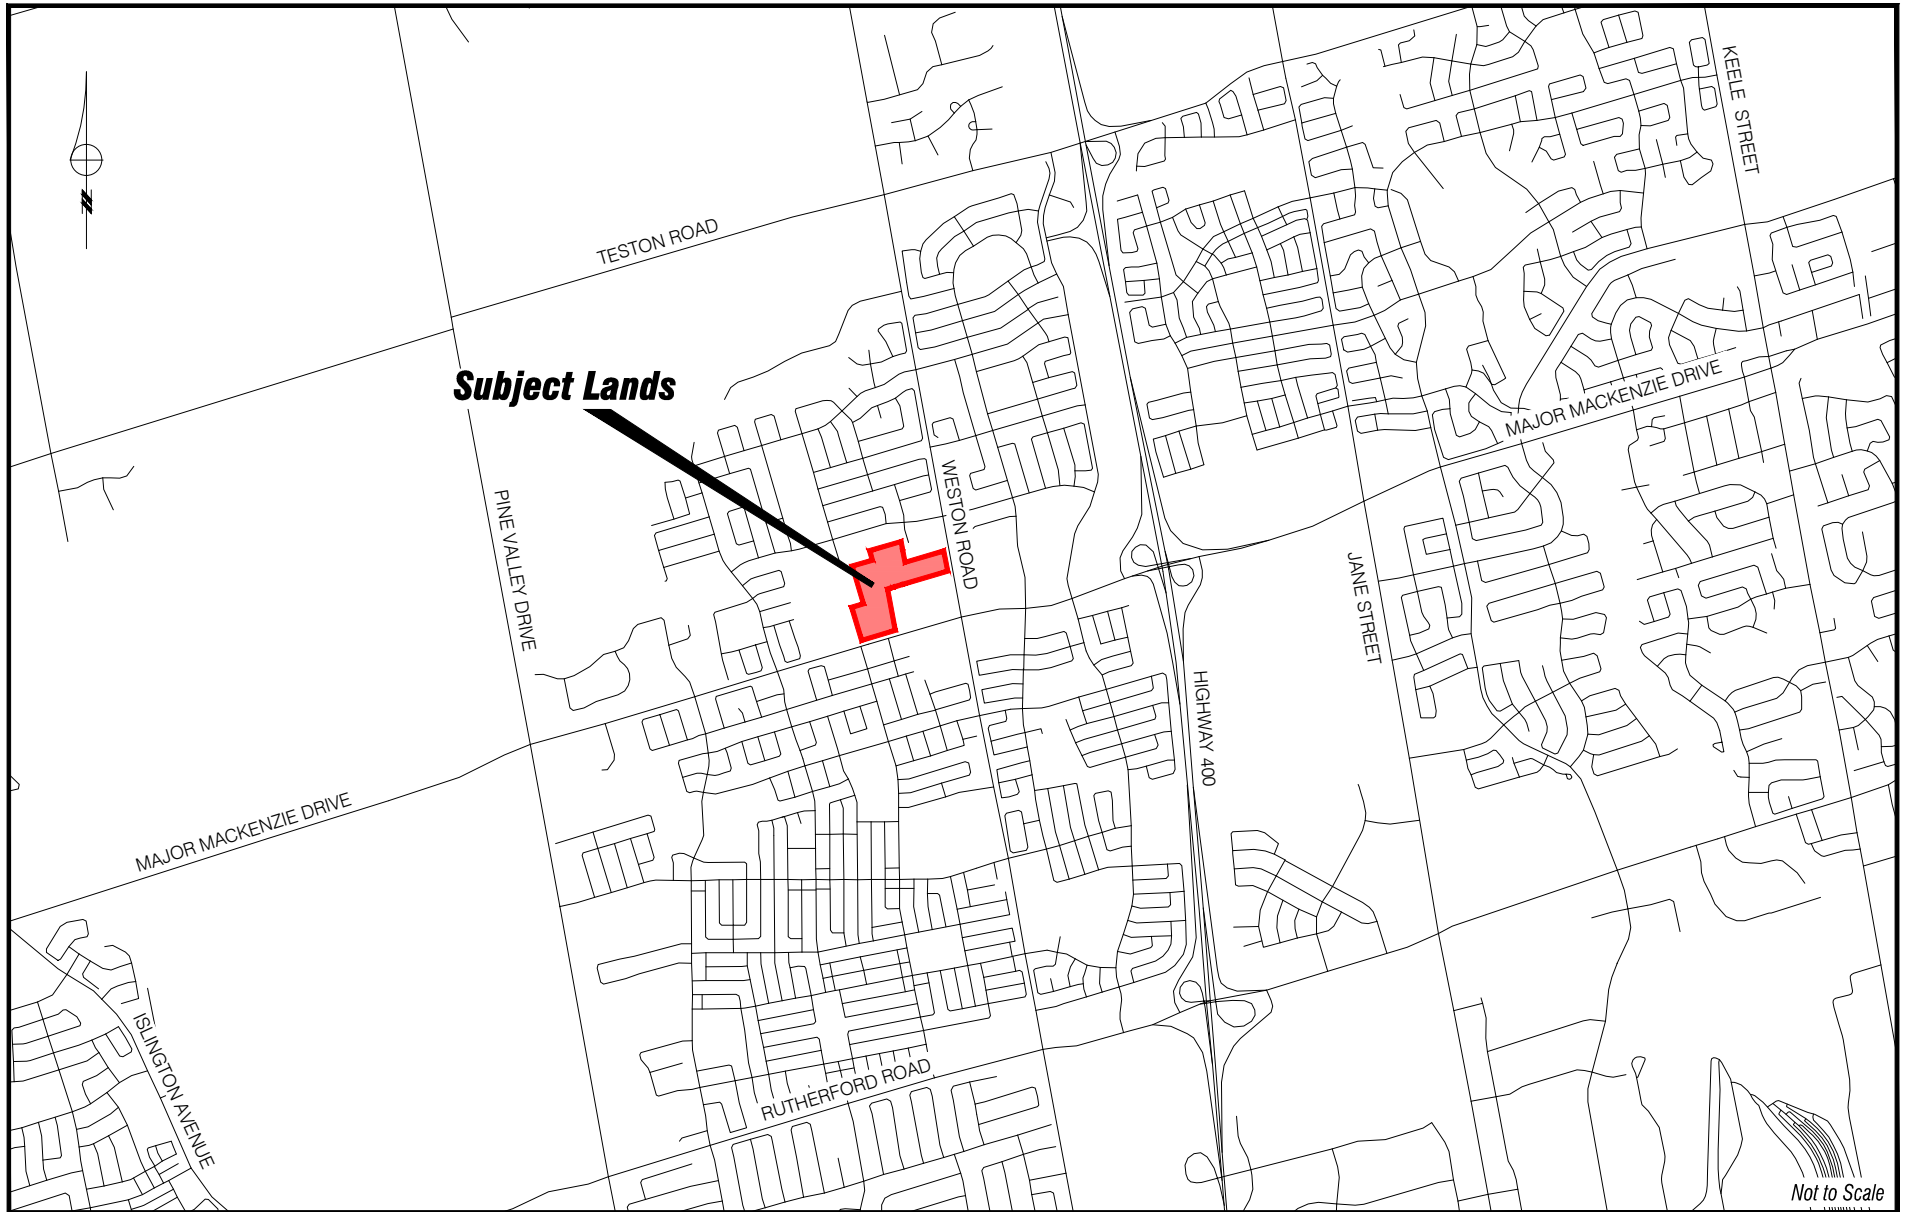 KEELE STREET
TESTON ROAD
Subject Lands
MAJOR MACKENZIE DRIVE
WESTON ROAD
PINE VALLEY DRIVE
JANE STREET
HIGHWAY 400
MAJOR MACKENZIE DRIVE
ISLINGTON AVENUE
RUTHERFORD ROAD
Not to Scale